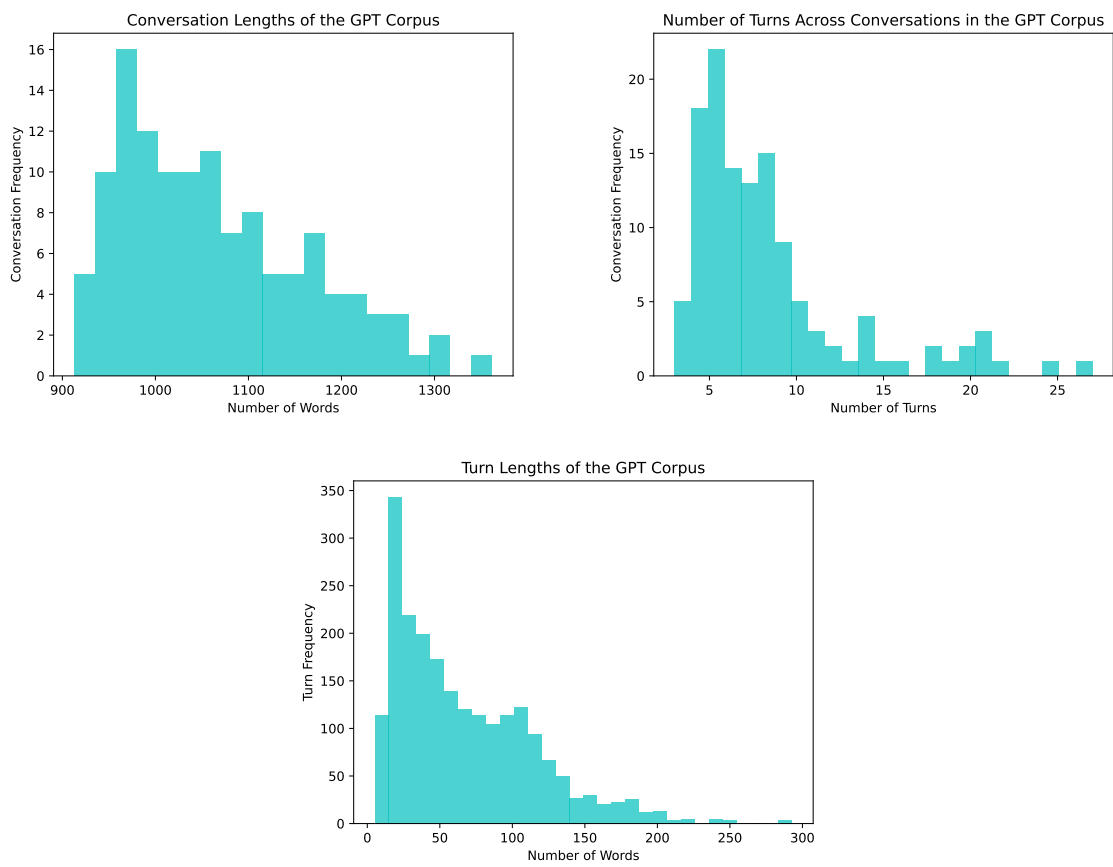 Conversation Lengths of the GPT Corpus
16
14
12
10
8
6
4
2
0
Conversation Frequency
900 1000 1100 1200 1300
Number of Words
Number of Turns Across Conversations in the GPT Corpus
20
15
10
5
0
Conversation Frequency
5 10 15 20 25
Number of Turns
Turn Lengths of the GPT Corpus
350
300
250
200
150
100
50
0
Turn Frequency
0 50 100 150 200 250 300
Number of Words